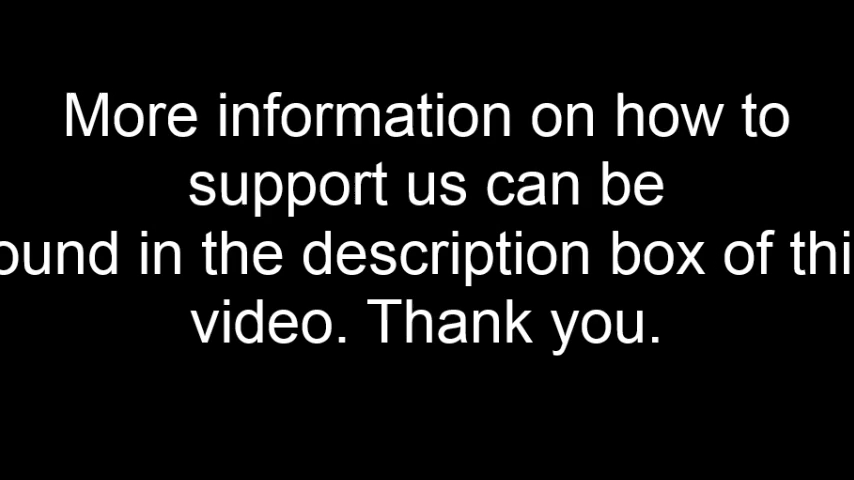 More information on how to
support us can be
ound in the description box of thi
video. Thank you.